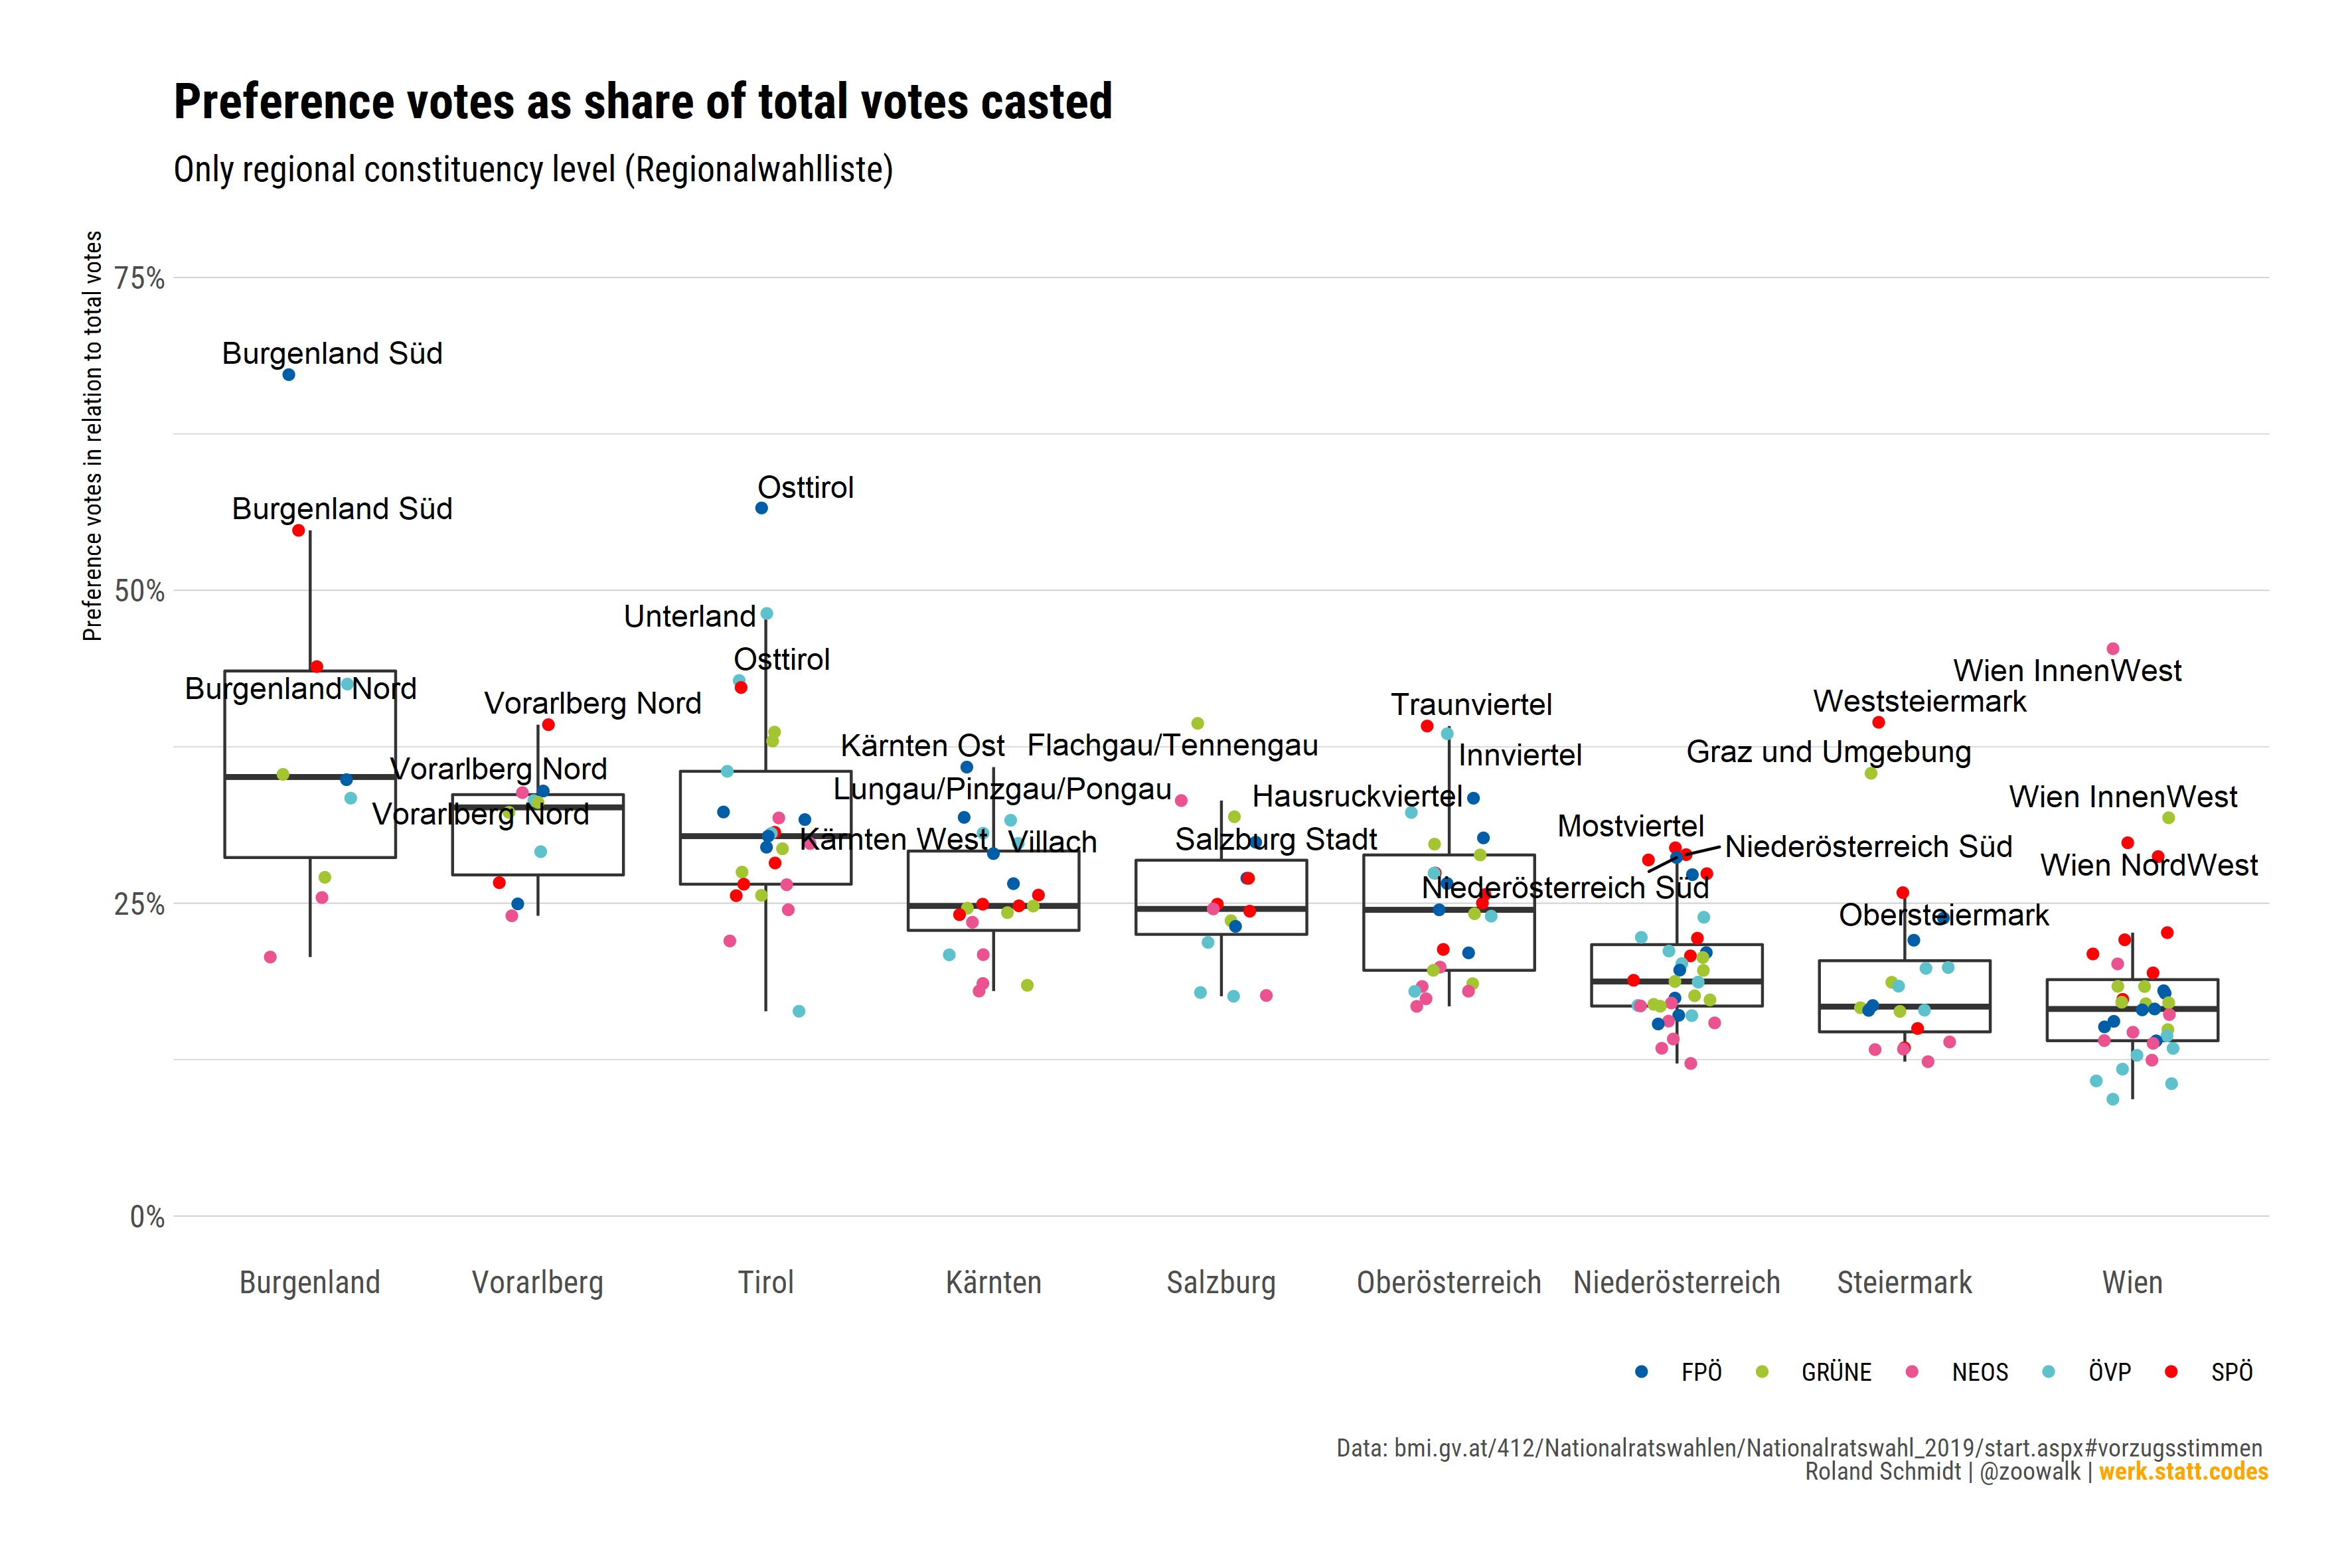 Preference votes as share of total votes casted
Only regional constituency level (Regionalwahlliste)
Preference votes in relation to total votes
75%
50%
25%
0%
Burgenland Süd
Burgenland Süd
Burgenland Nord
Vorarlberg Nord
Vorarlberg Nord
Vorarlberg Nord
Osttirol
Unterland
Osttirol
Kärnten Ost
Lungau/Pinzgau/Pongau
Kärnten West
Villach
Flachgau/Tennengau
Salzburg Stadt
Traunviertel
Innviertel
Hausruckviertel
Mostviertel
Niederösterreich Süd
Niederösterreich Süd
Weststeiermark
Graz und Umgebung
Obersteiermark
Wien InnenWest
Wien InnenWest
Wien NordWest
Burgenland
Vorarlberg
Tirol
Kärnten
Salzburg
Oberösterreich
Niederösterreich
Steiermark
Wien
FPÖ
GRÜNE
NEOS
ÖVP
SPÖ
Data: bmi.gv.at/412/Nationalratswahlen/Nationalratswahl_2019/start.aspx#vorzugsstimmen
Roland Schmidt | @zoowalk | werk.statt.codes